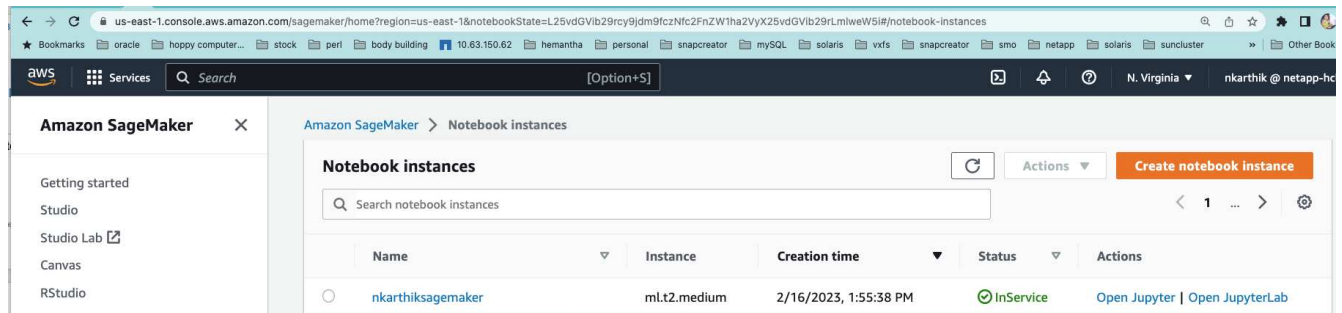 us-east-1.console.aws.amazon.com/sagemaker/home?region=us-east-1&notebookState=L25vdGVib29rcy9jdm9fczNfc2FnZW1ha2VyX25vdGVib29rLmlweW5i#/notebook-instances
Bookmarks oracle hoppy computer... stock perl body building 10.63.150.62 hemantha personal snapcreator mySQL solaris vxfs snapcreator smo netapp solaris suncluster » Other Book
aws Services Search [Option+S] N. Virginia ▼ nkarthik @ netapp-hcl
Amazon SageMaker
Getting started
Studio
Studio Lab
Canvas
RStudio
Amazon SageMaker > Notebook instances
Notebook instances Actions ▼ Create notebook instance
Search notebook instances < 1 ... >
Name Instance Creation time Status Actions
nkarthiksagemaker ml.t2.medium 2/16/2023, 1:55:38 PM InService Open Jupyter | Open JupyterLab